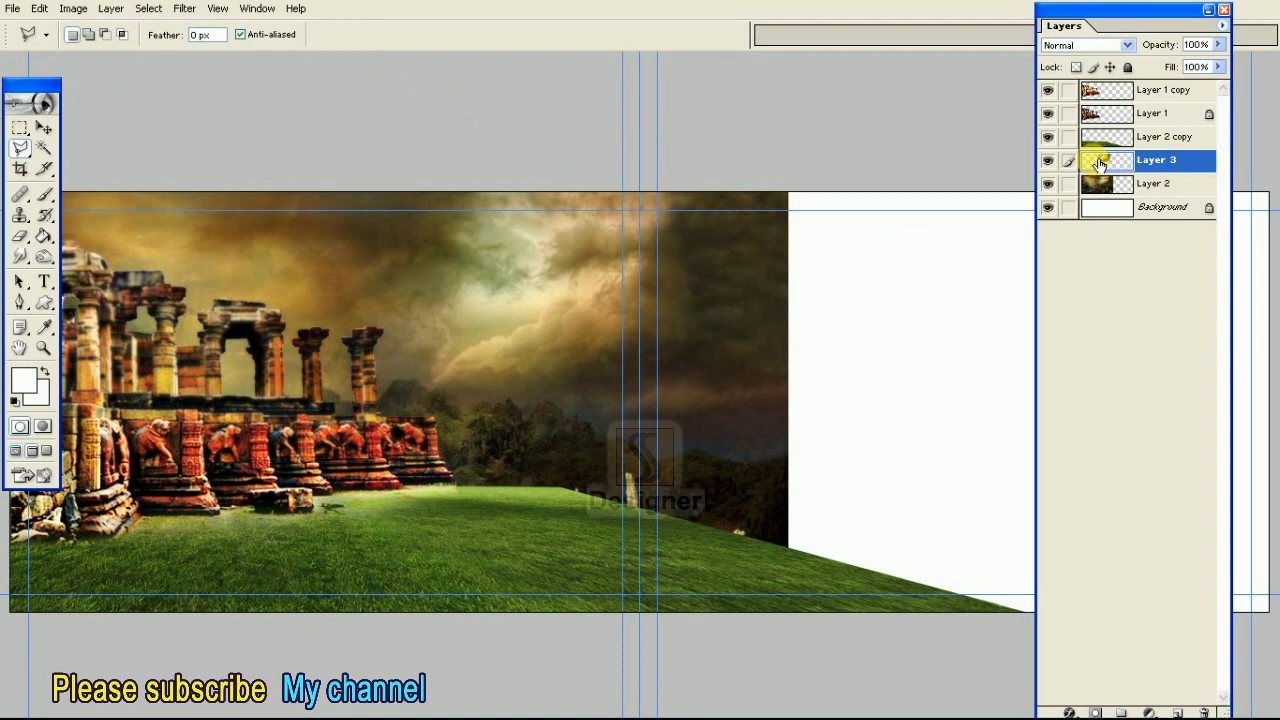 File Edit Image Layer Select Filter View Window Help
Feather: 0 px Anti-aliased
Layers
Normal Opacity: 100%
Lock: Fill: 100%
Layer 1 copy
Layer 1
Layer 2 copy
Layer 3
Layer 2
Background
Designer
Please subscribe My channel